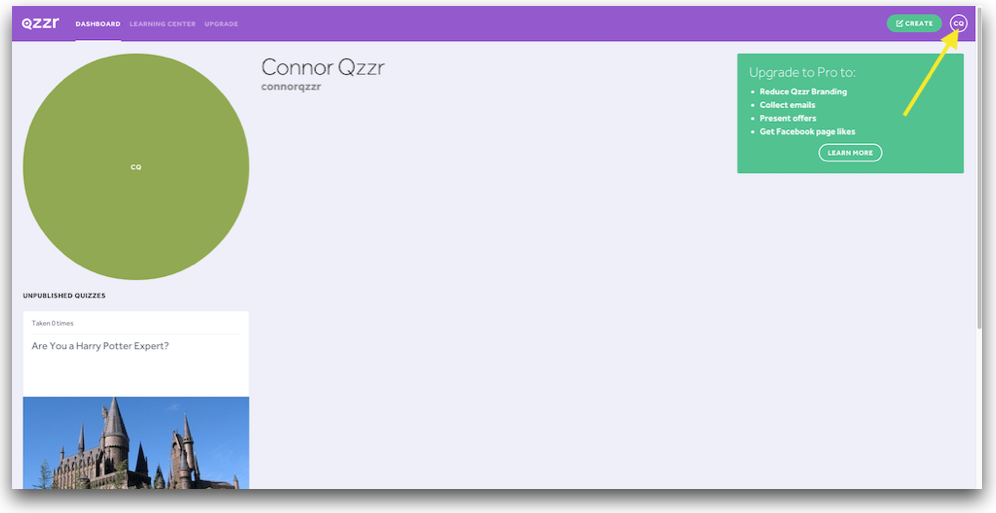 Qzzr DASHBOARD LEARNING CENTER UPGRADE CREATE CQ
CQ
Connor Qzzr
connorqzzr
Upgrade to Pro to:
• Reduce Qzzr Branding
• Collect emails
• Present offers
• Get Facebook page likes
LEARN MORE
UNPUBLISHED QUIZZES
Taken 0 times
Are You a Harry Potter Expert?